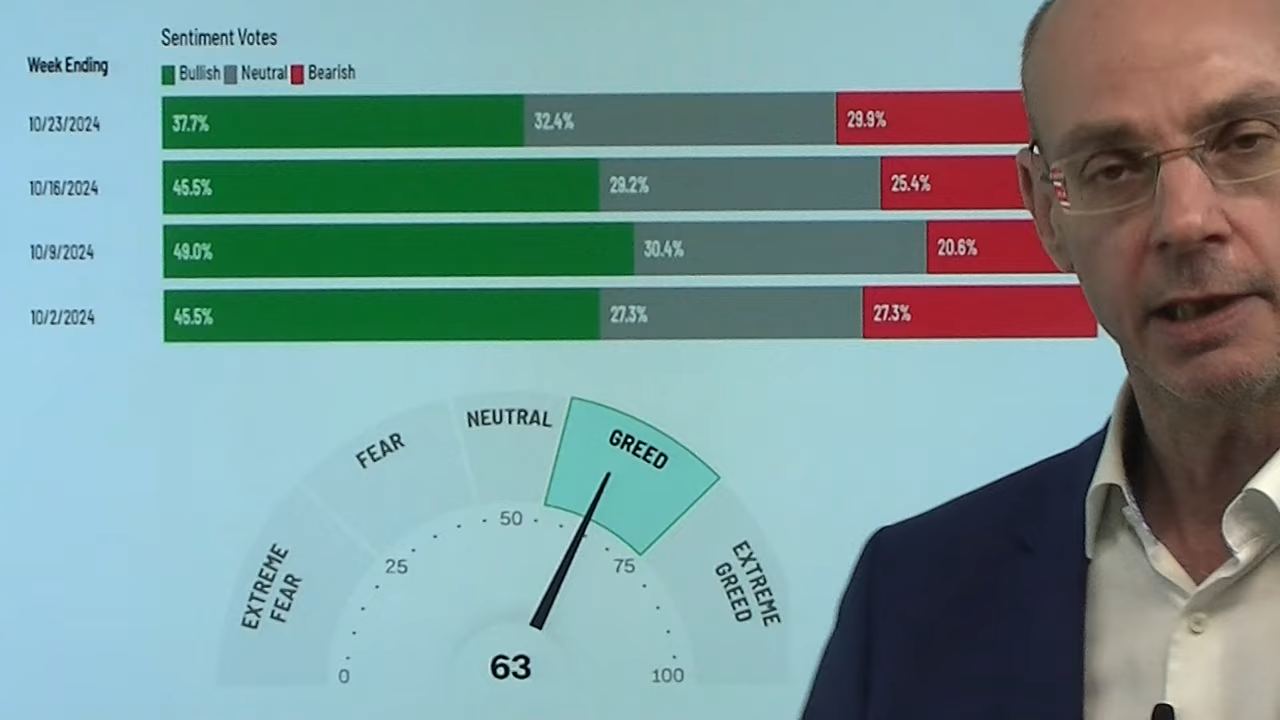 Sentiment Votes
Week Ending
Bullish Neutral Bearish
10/23/2024 37.7% 32.4% 29.9%
10/16/2024 45.5% 29.2% 25.4%
10/9/2024 49.0% 30.4% 20.6%
10/2/2024 45.5% 27.3% 27.3%
EXTREME FEAR
FEAR
NEUTRAL
GREED
EXTREME GREED
0
25
50
75
100
63